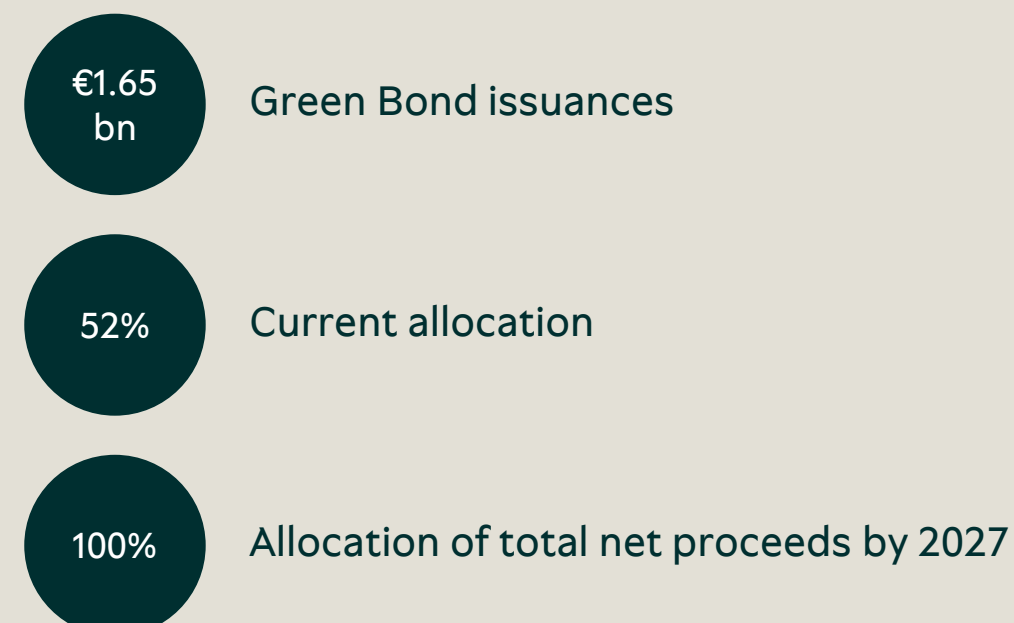 €1.65
bn
Green Bond issuances
52%
Current allocation
100%
Allocation of total net proceeds by 2027